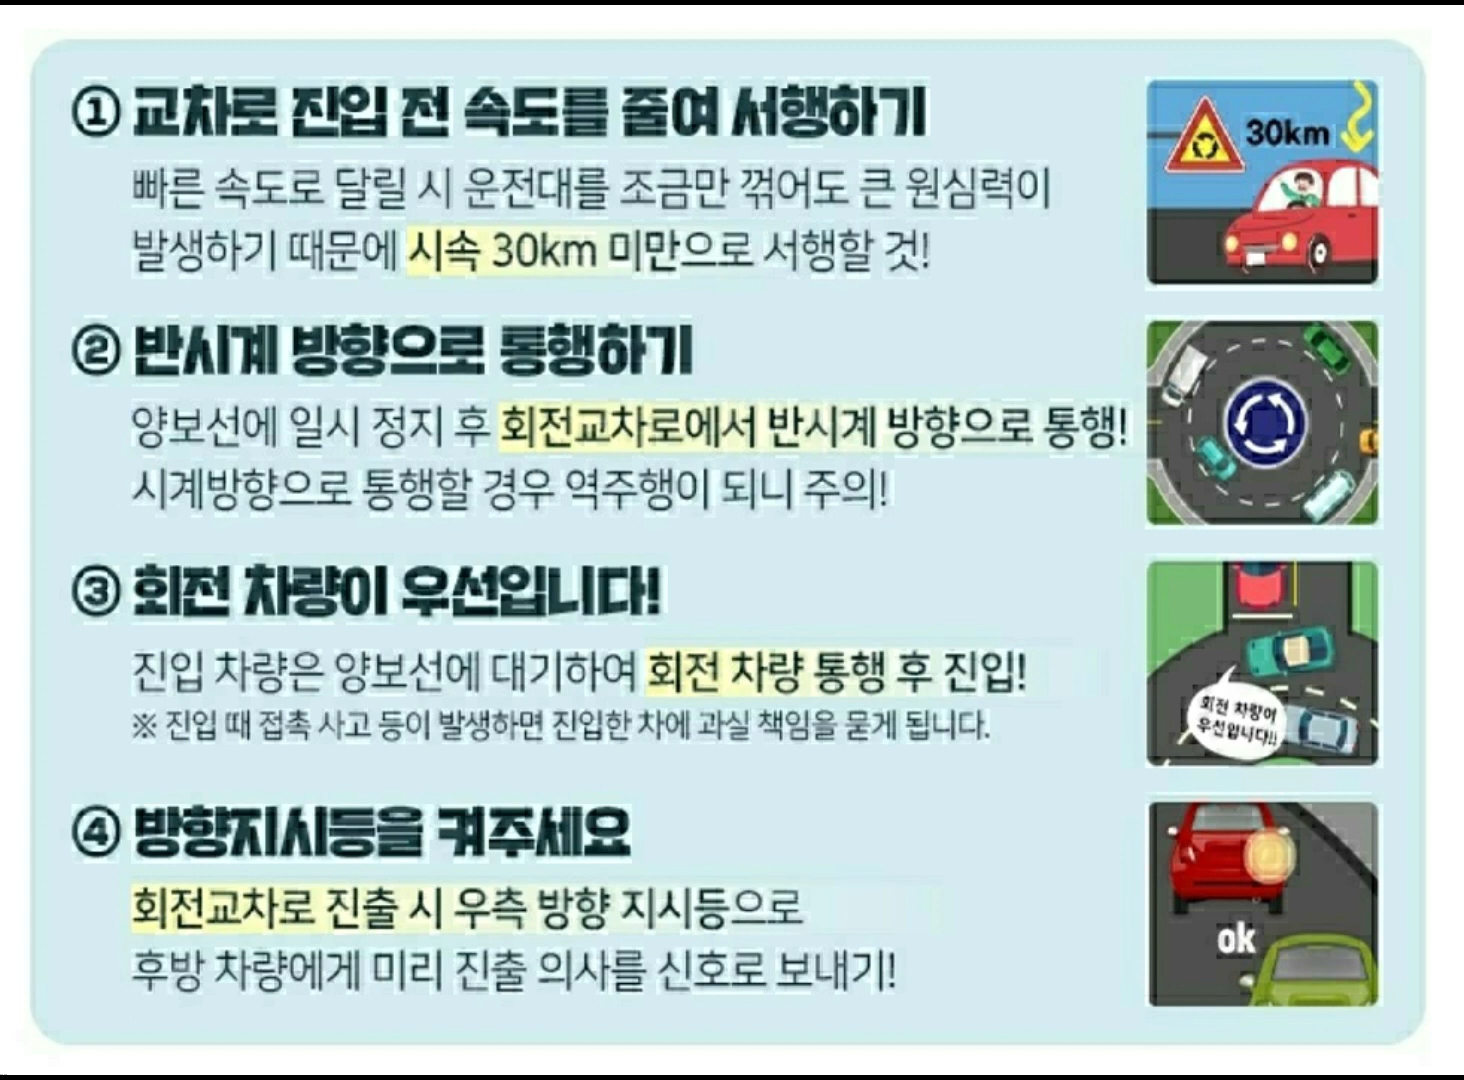 ① 교차로 진입 전 속도를 줄여 서행하기
빠른 속도로 달릴 시 운전대를 조금만 꺾어도 큰 원심력이
발생하기 때문에 시속 30km 미만으로 서행할 것!
30km
② 반시계 방향으로 통행하기
양보선에 일시 정지 후 회전교차로에서 반시계 방향으로 통행!
시계방향으로 통행할 경우 역주행이 되니 주의!
③ 회전 차량이 우선입니다!
진입 차량은 양보선에 대기하여 회전 차량 통행 후 진입!
※ 진입 때 접촉 사고 등이 발생하면 진입한 차에 과실 책임을 묻게 됩니다.
회전 차량이
우선입니다!!
④ 방향지시등을 켜주세요
회전교차로 진출 시 우측 방향 지시등으로
후방 차량에게 미리 진출 의사를 신호로 보내기!
ok